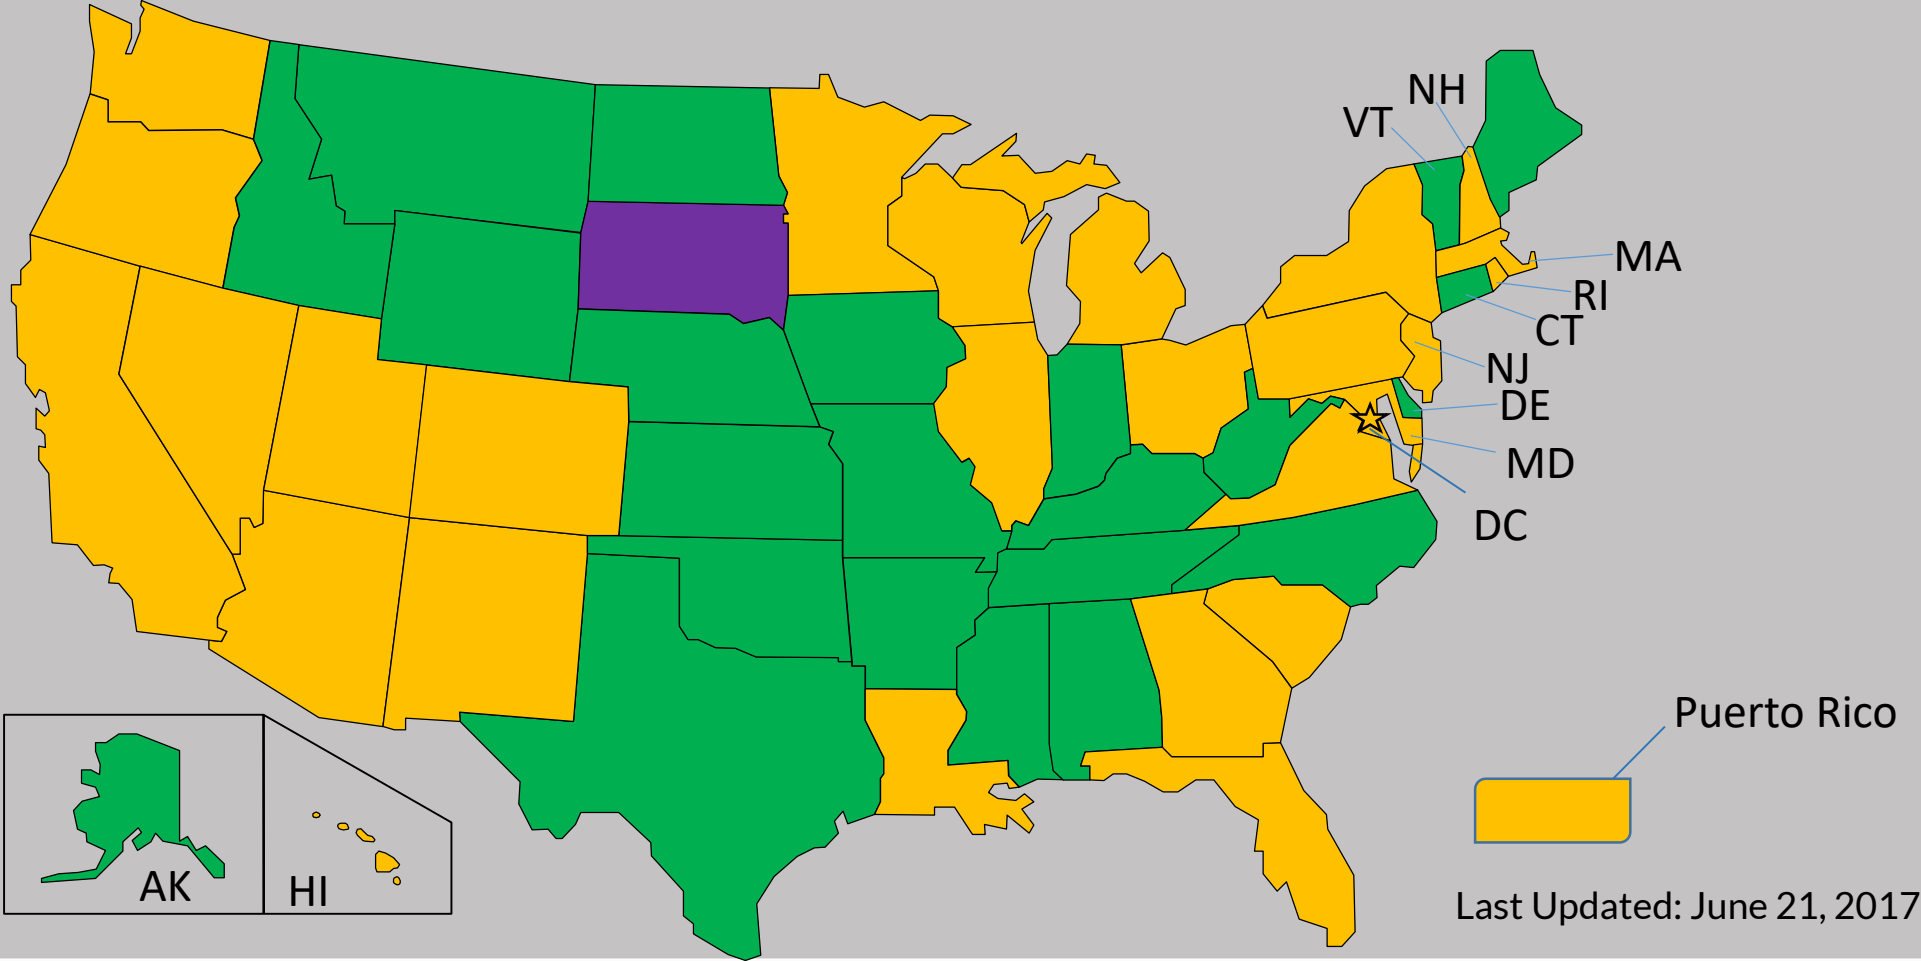 NH
VT
MA
RI
CT
NJ
DE
MD
DC
Puerto Rico
AK
HI
Last Updated: June 21, 2017